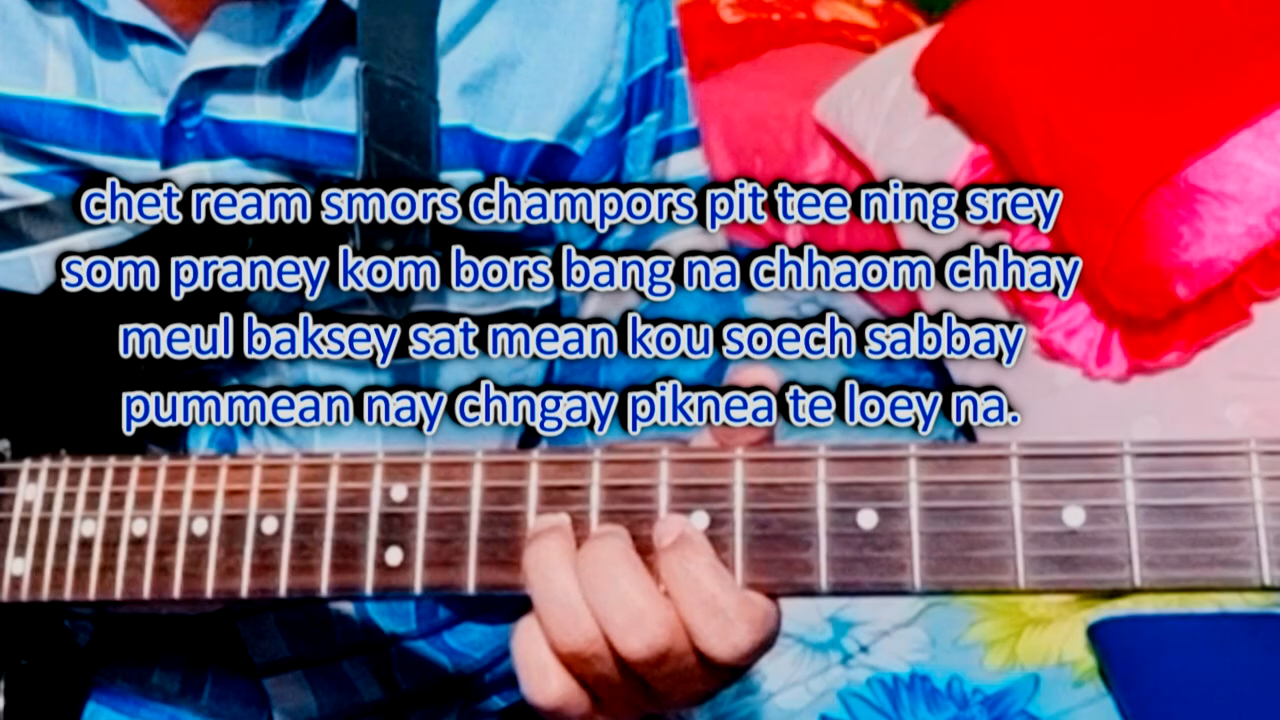 chet ream smors champors pit tee ning srey
som praney kom bors bang na chhaom chhay
meul baksey sat mean kou soech sabbay
pummean nay chngay piknea te loey na.